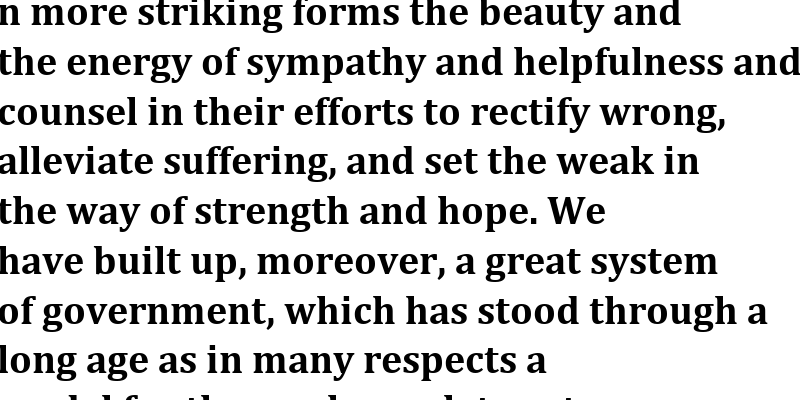 n more striking forms the beauty and
the energy of sympathy and helpfulness and
counsel in their efforts to rectify wrong,
alleviate suffering, and set the weak in
the way of strength and hope. We
have built up, moreover, a great system
of government, which has stood through a
long age as in many respects a